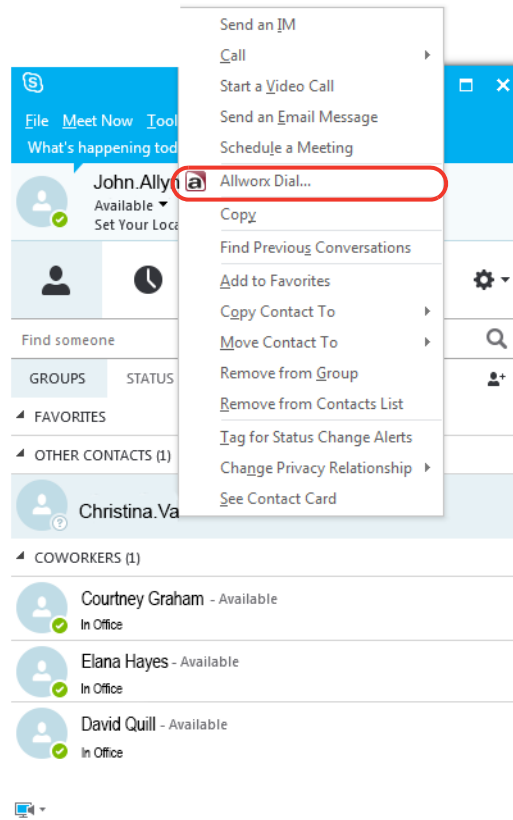 Send an IM
Call
Start a Video Call
Send an Email Message
Schedule a Meeting
Allworx Dial...
Copy
Find Previous Conversations
Add to Favorites
Copy Contact To
Move Contact To
Remove from Group
Remove from Contacts List
Tag for Status Change Alerts
Change Privacy Relationship
See Contact Card
File Meet Now Tool
What's happening tod
John.Allyn
Available
Set Your Loca
Find someone
GROUPS STATUS
FAVORITES
OTHER CONTACTS (1)
Christina.Va
COWORKERS (1)
Courtney Graham - Available
In Office
Elana Hayes - Available
In Office
David Quill - Available
In Office